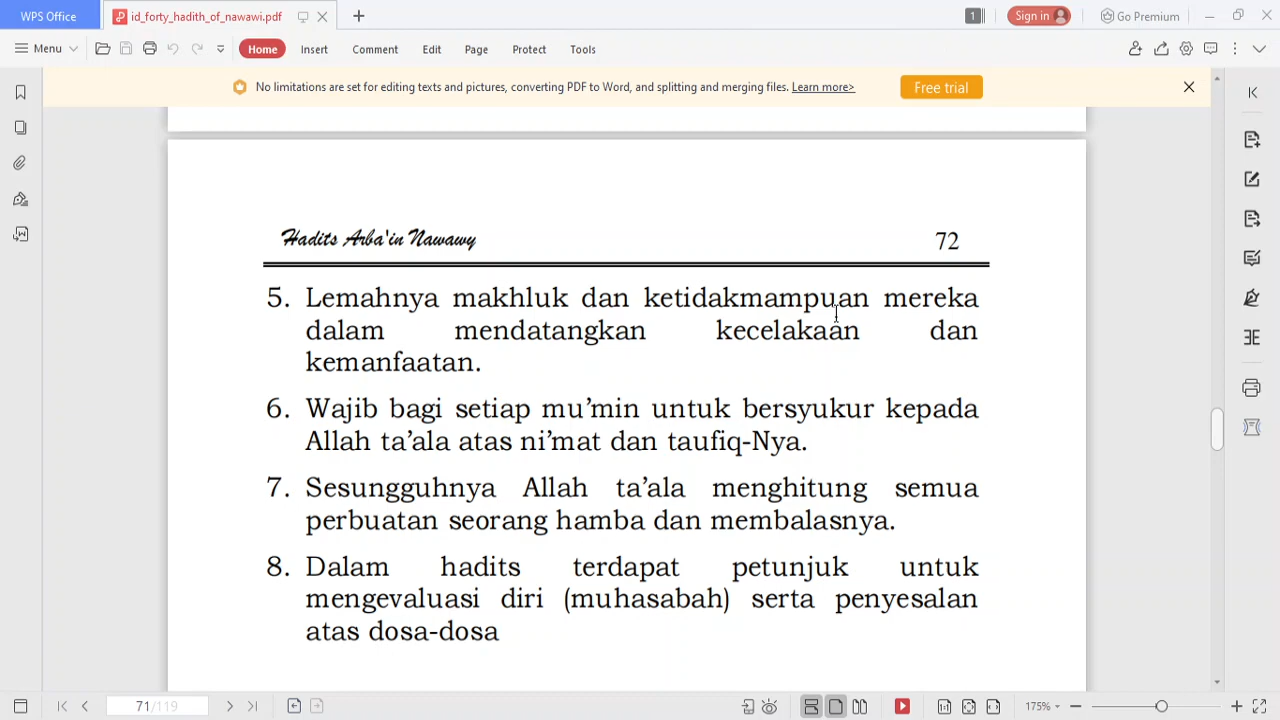 WPS Office
id_forty_hadith_of_nawawi.pdf
1
Sign in
Go Premium
Menu
Home
Insert
Comment
Edit
Page
Protect
Tools
No limitations are set for editing texts and pictures, converting PDF to Word, and splitting and merging files. Learn more>
Free trial
Hadits Arba'in Nawawy 72
5. Lemahnya makhluk dan ketidakmampuan mereka
dalam mendatangkan kecelakaan dan
kemanfaatan.
6. Wajib bagi setiap mu’min untuk bersyukur kepada
Allah ta’ala atas ni’mat dan taufiq-Nya.
7. Sesungguhnya Allah ta’ala menghitung semua
perbuatan seorang hamba dan membalasnya.
8. Dalam hadits terdapat petunjuk untuk
mengevaluasi diri (muhasabah) serta penyesalan
atas dosa-dosa
71/119
175%